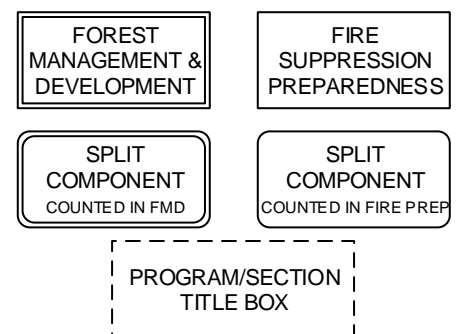 FOREST
MANAGEMENT &
DEVELOPMENT
FIRE
SUPPRESSION
PREPAREDNESS
SPLIT
COMPONENT
COUNTED IN FMD
SPLIT
COMPONENT
COUNTED IN FIRE PREP
PROGRAM/SECTION
TITLE BOX